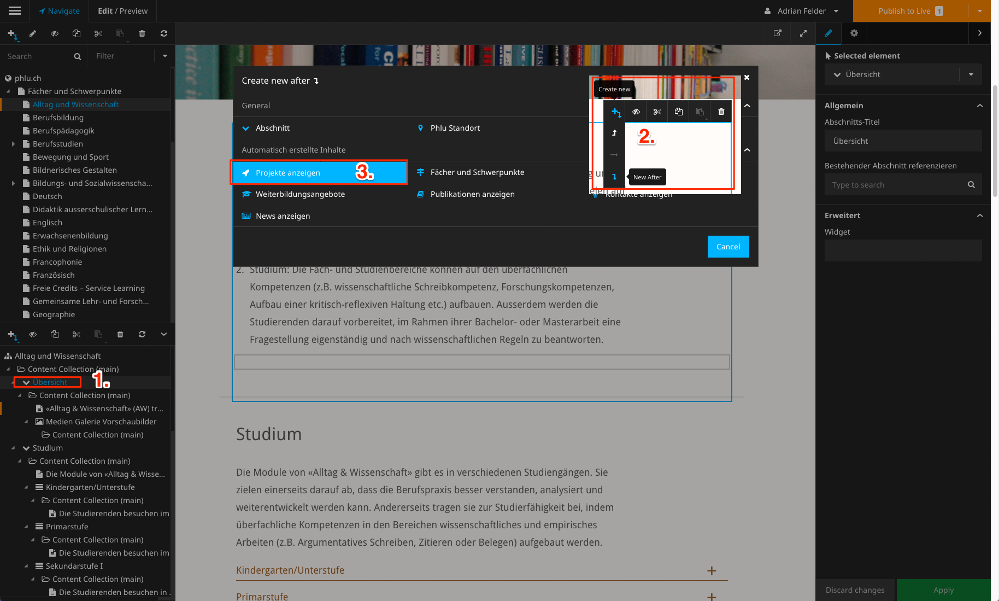 Navigate
Edit / Preview
Adrian Felder
Publish to Live 1
Search
Filter
phlu.ch
Fächer und Schwerpunkte
Alltag und Wissenschaft
Berufsbildung
Berufspädagogik
Berufsstudien
Bewegung und Sport
Bildnerisches Gestalten
Bildungs- und Sozialwissenscha...
Deutsch
Didaktik ausserschulischer Lern...
Englisch
Erwachsenenbildung
Ethik und Religionen
Francophonie
Französisch
Freie Credits – Service Learning
Gemeinsame Lehr- und Forsch...
Geographie
Alltag und Wissenschaft
Content Collection (main)
Übersicht
1.
Content Collection (main)
«Alltag & Wissenschaft» (AW) tr...
Medien Galerie Vorschaubilder
Content Collection (main)
Studium
Content Collection (main)
Die Module von «Alltag & Wisse...
Kindergarten/Unterstufe
Content Collection (main)
Die Studierenden besuchen im
Primarstufe
Content Collection (main)
Die Studierenden besuchen im
Sekundarstufe I
Content Collection (main)
Die Studierenden besuchen in .
Create new after
General
Abschnitt
Phlu Standort
Automatisch erstellte Inhalte
Projekte anzeigen
3.
Fächer und Schwerpunkte
Weiterbildungsangebote
Publikationen anzeigen
Kontakte anzeigen
News anzeigen
Cancel
Create new
2.
New After
2. Studium: Die Fach- und Studienbereiche können auf den überfachlichen
Kompetenzen (z.B. wissenschaftliche Schreibkompetenz, Forschungskompetenzen,
Aufbau einer kritisch-reflexiven Haltung etc.) aufbauen. Ausserdem werden die
Studierenden darauf vorbereitet, im Rahmen ihrer Bachelor- oder Masterarbeit eine
Fragestellung eigenständig und nach wissenschaftlichen Regeln zu beantworten.
Studium
Die Module von «Alltag & Wissenschaft» gibt es in verschiedenen Studiengängen. Sie
zielen einerseits darauf ab, dass die Berufspraxis besser verstanden, analysiert und
weiterentwickelt werden kann. Andererseits tragen sie zur Studierfähigkeit bei, indem
überfachliche Kompetenzen in den Bereichen wissenschaftliches und empirisches
Arbeiten (z.B. Argumentatives Schreiben, Zitieren oder Belegen) aufgebaut werden.
Kindergarten/Unterstufe
Primarstufe
Selected element
Übersicht
Allgemein
Abschnitts-Titel
Übersicht
Bestehender Abschnitt referenzieren
Type to search
Erweitert
Widget
Discard changes
Apply